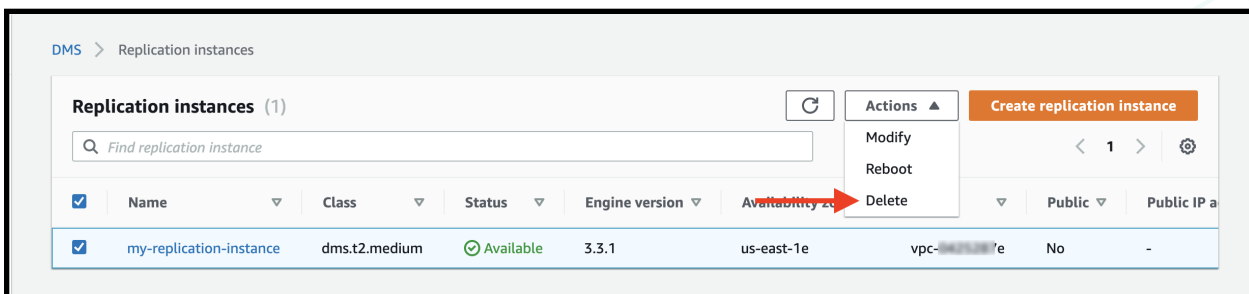 DMS > Replication instances
Replication instances (1)
Actions
Create replication instance
Find replication instance
Modify
Reboot
Delete
1
Name Class Status Engine version Public Public IP a
my-replication-instance dms.t2.medium Available 3.3.1 us-east-1e vpc- e No -